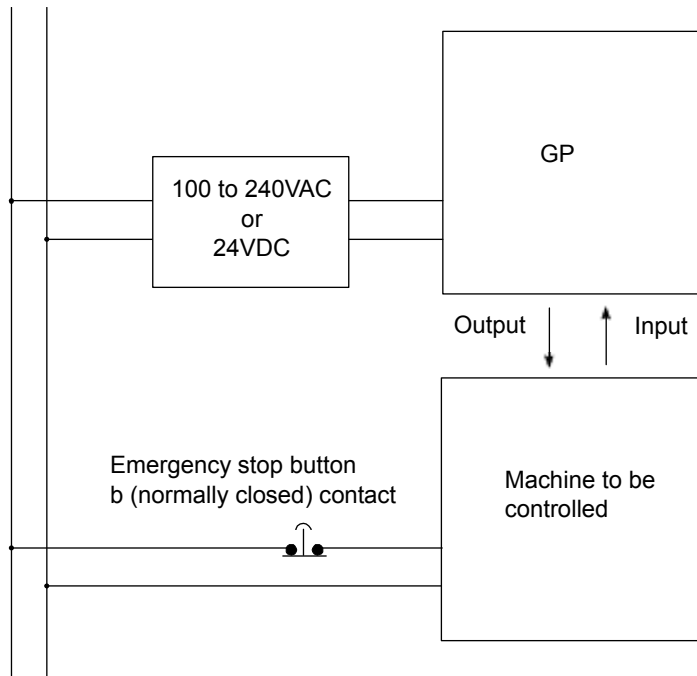 GP
100 to 240VAC
or
24VDC
Output
Input
Emergency stop button
b (normally closed) contact
Machine to be
controlled